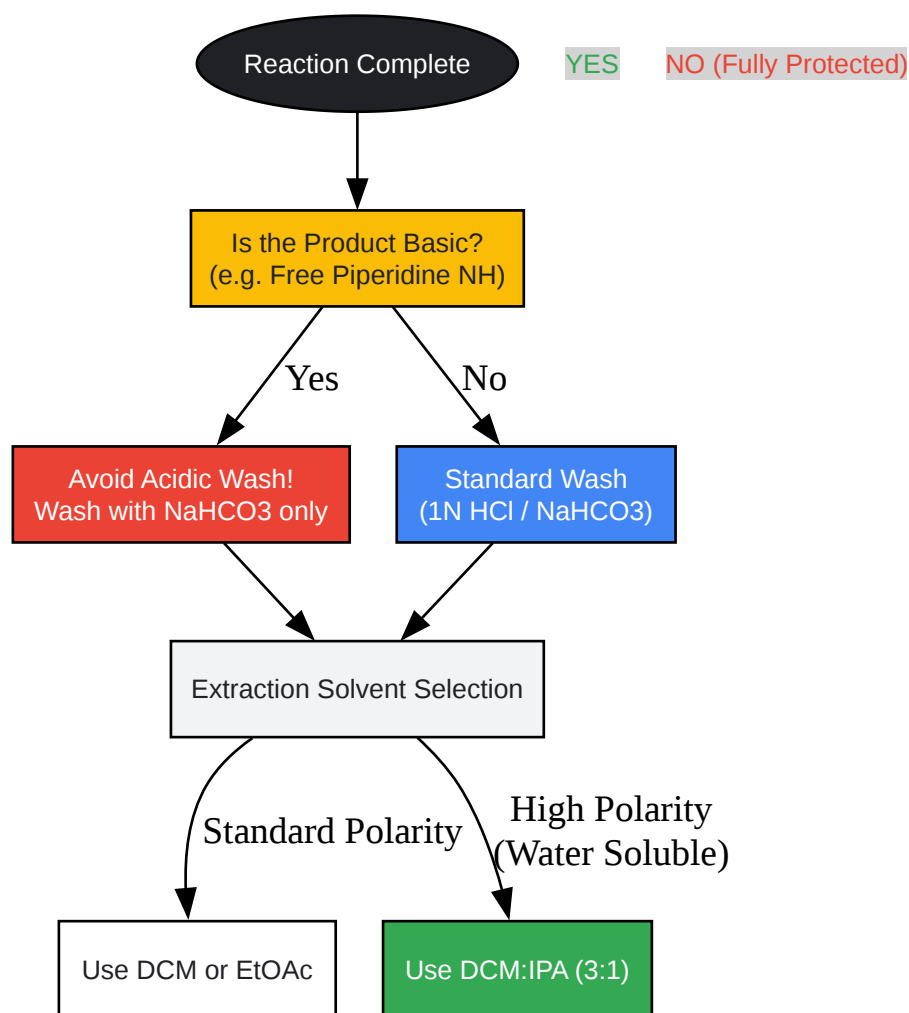 Reaction Complete
YES
NO (Fully Protected)
Is the Product Basic?
(e.g. Free Piperidine NH)
Yes
No
Avoid Acidic Wash!
Wash with NaHCO3 only
Standard Wash
(1N HCl / NaHCO3)
Extraction Solvent Selection
Standard Polarity
High Polarity
(Water Soluble)
Use DCM or EtOAc
Use DCM:IPA (3:1)